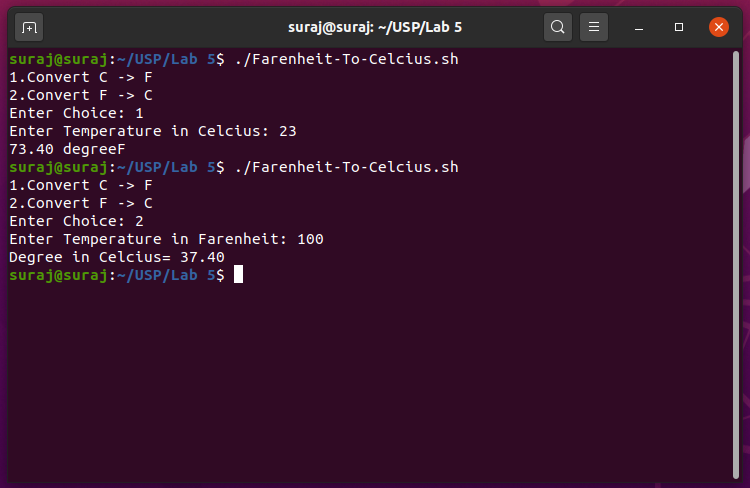 suraj@suraj: ~/USP/Lab 5
suraj@suraj:~/USP/Lab 5$ ./Farenheit-To-Celcius.sh
1.Convert C -> F
2.Convert F -> C
Enter Choice: 1
Enter Temperature in Celcius: 23
73.40 degreeF
suraj@suraj:~/USP/Lab 5$ ./Farenheit-To-Celcius.sh
1.Convert C -> F
2.Convert F -> C
Enter Choice: 2
Enter Temperature in Farenheit: 100
Degree in Celcius= 37.40
suraj@suraj:~/USP/Lab 5$